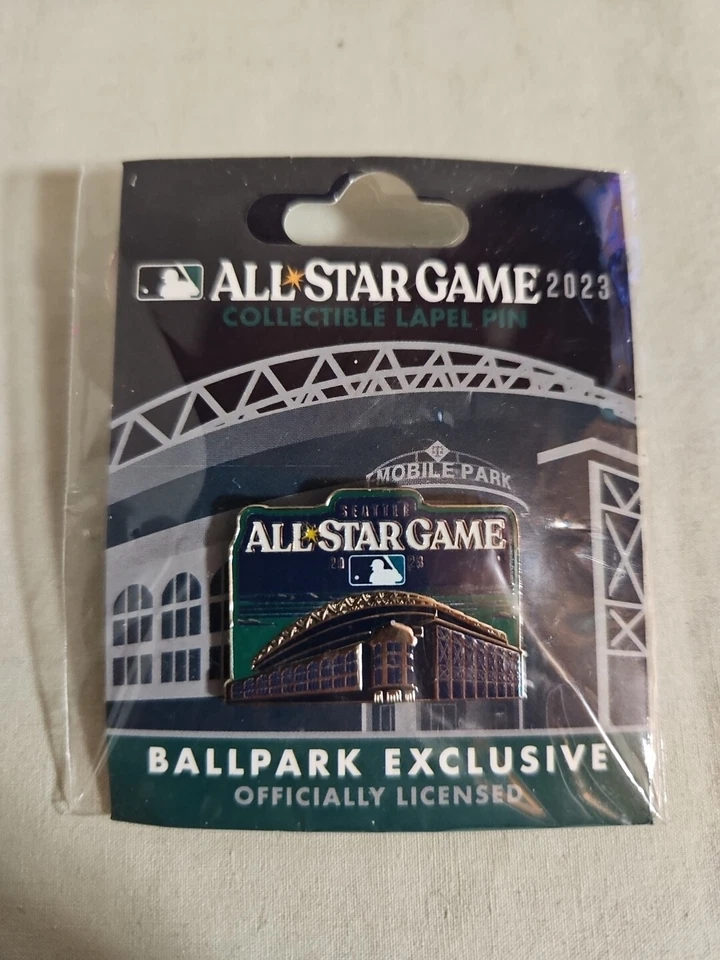 ALL★STAR GAME 2023
COLLECTIBLE LAPEL PIN
T MOBILE PARK
SEATTLE
ALL★STAR GAME
20 23
BALLPARK EXCLUSIVE
OFFICIALLY LICENSED